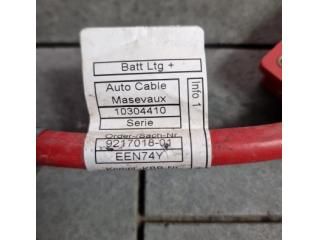 Batt Ltg +
Auto Cable
Masevaux
10304410
Serie
Order-/Sach-Nr
9217018-01
EEN74Y
Info 1